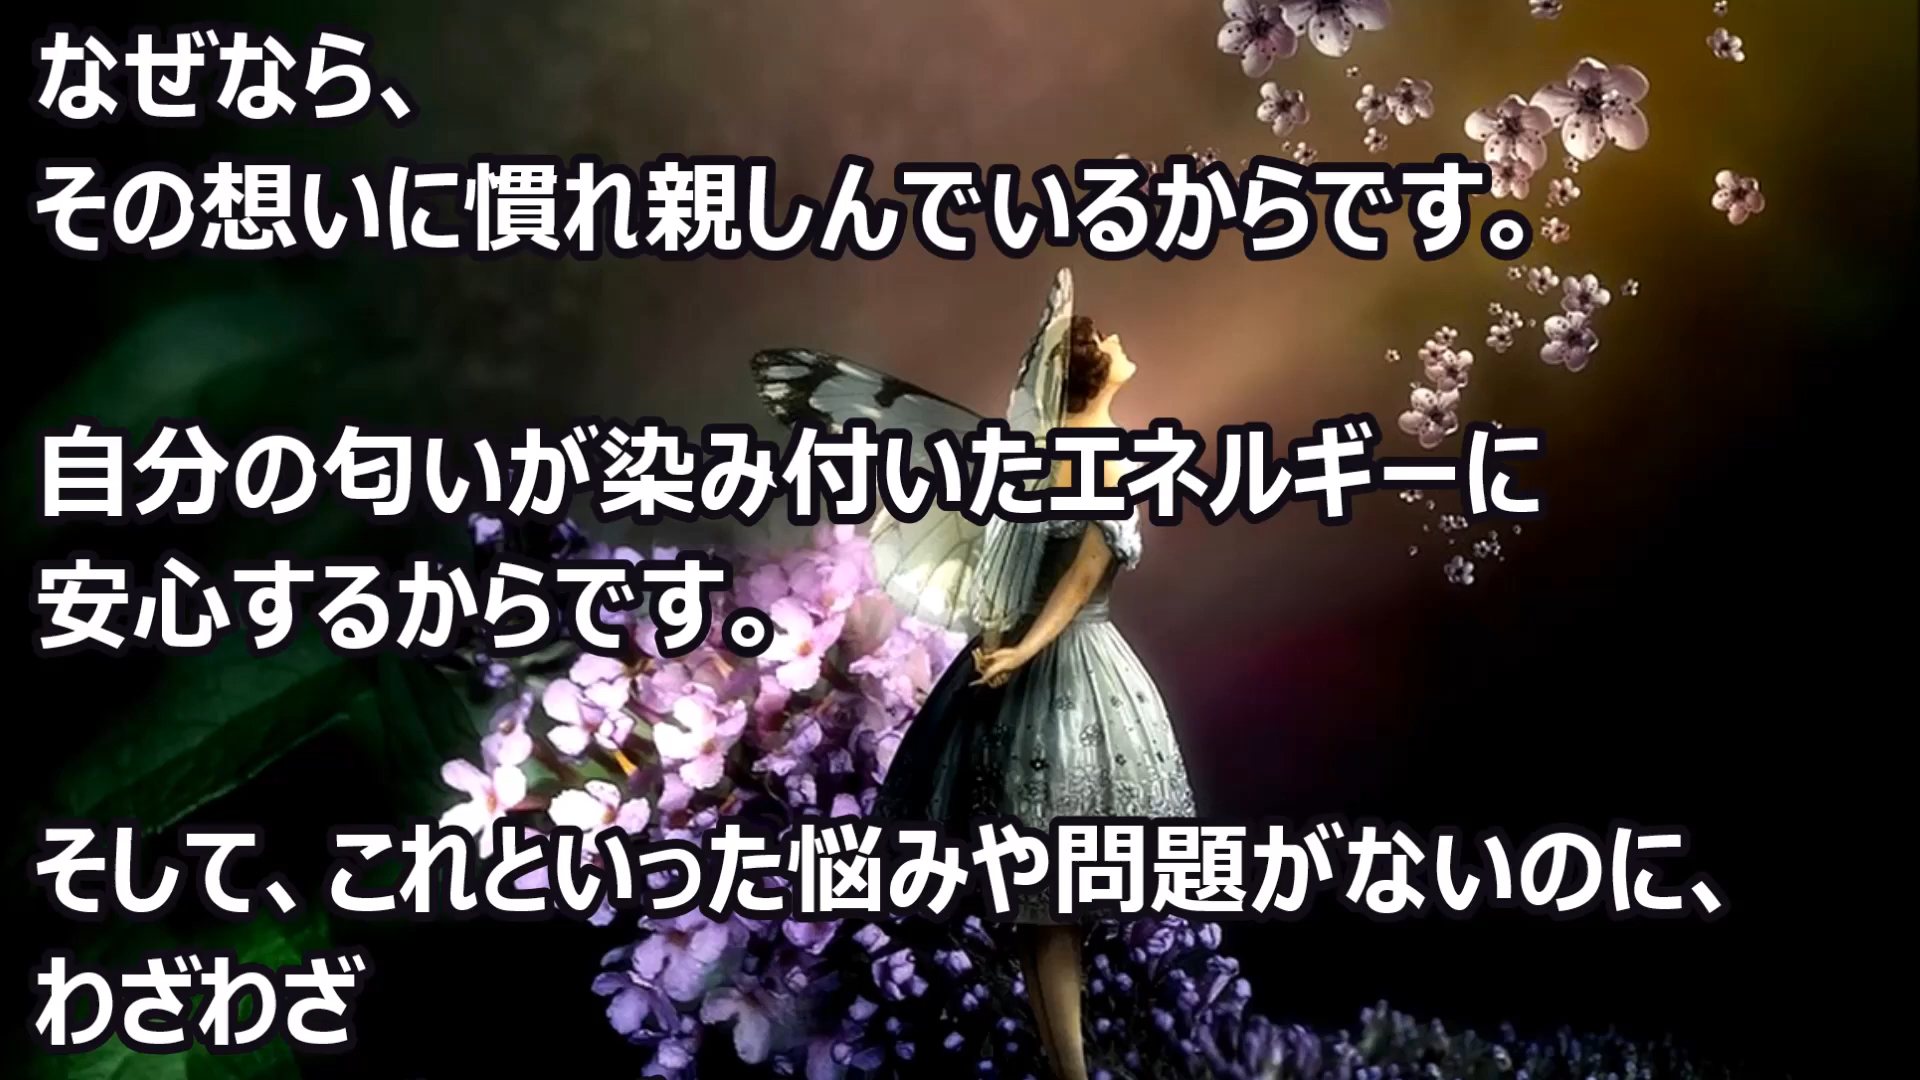 なぜなら、
その想いに慣れ親しんでいるからです。
自分の匂いが染み付いたエネルギーに
安心するからです。
そして、これといった悩みや問題がないのに、
わざわざ